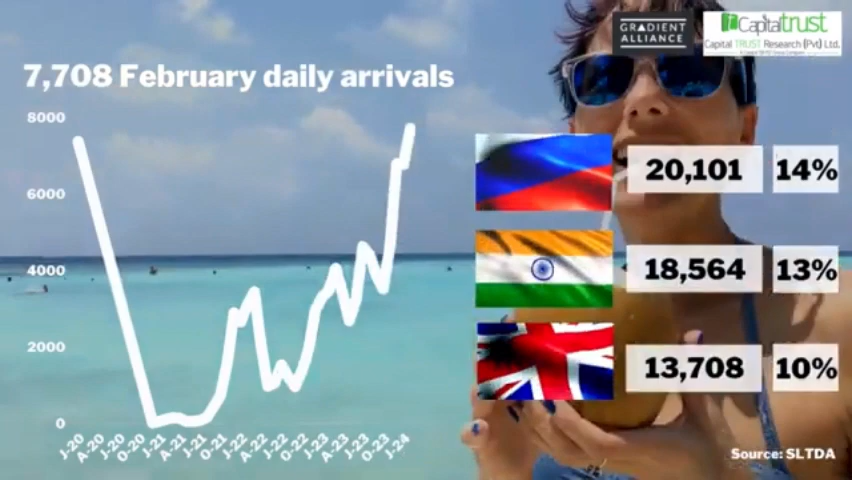 GRADIENT
ALLIANCE
Capital trust
Capital TRUST Research (Pvt) Ltd.
7,708 February daily arrivals
8000
6000
4000
2000
0
J-20
A-20
J-20
O-20
J-21
A-21
J-21
O-21
J-22
A-22
J-22
O-22
J-23
A-23
J-23
O-23
J-24
20,101
14%
18,564
13%
13,708
10%
Source: SLTDA